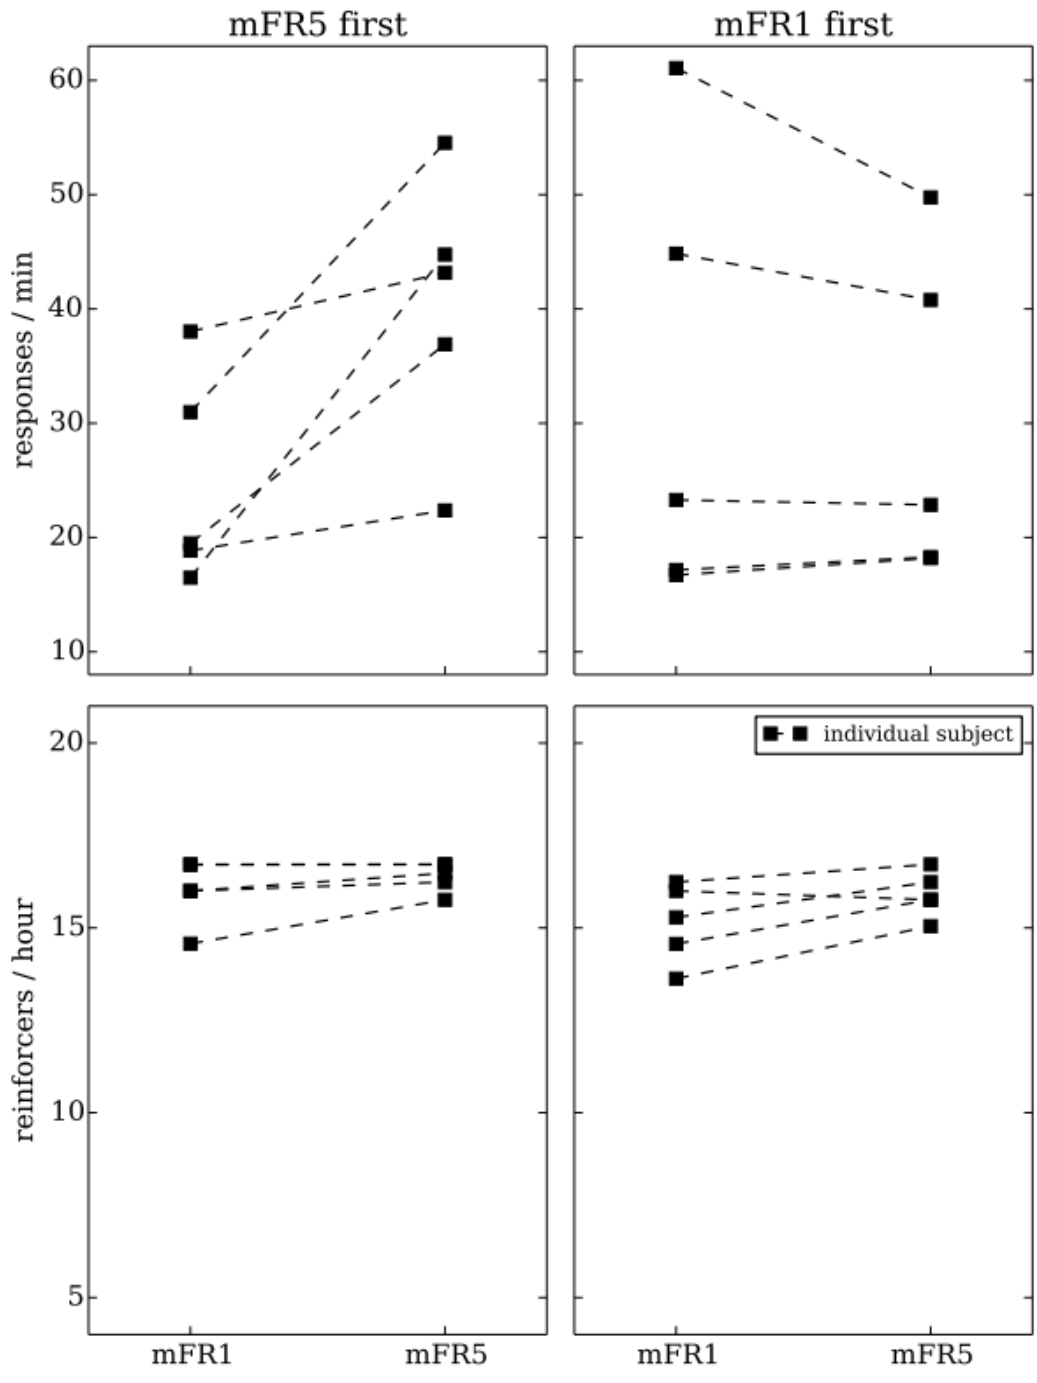 mFR5 first
mFR1 first
60
50
40
30
20
10
responses / min
20
15
10
5
reinforcers / hour
individual subject
mFR1
mFR5
mFR1
mFR5